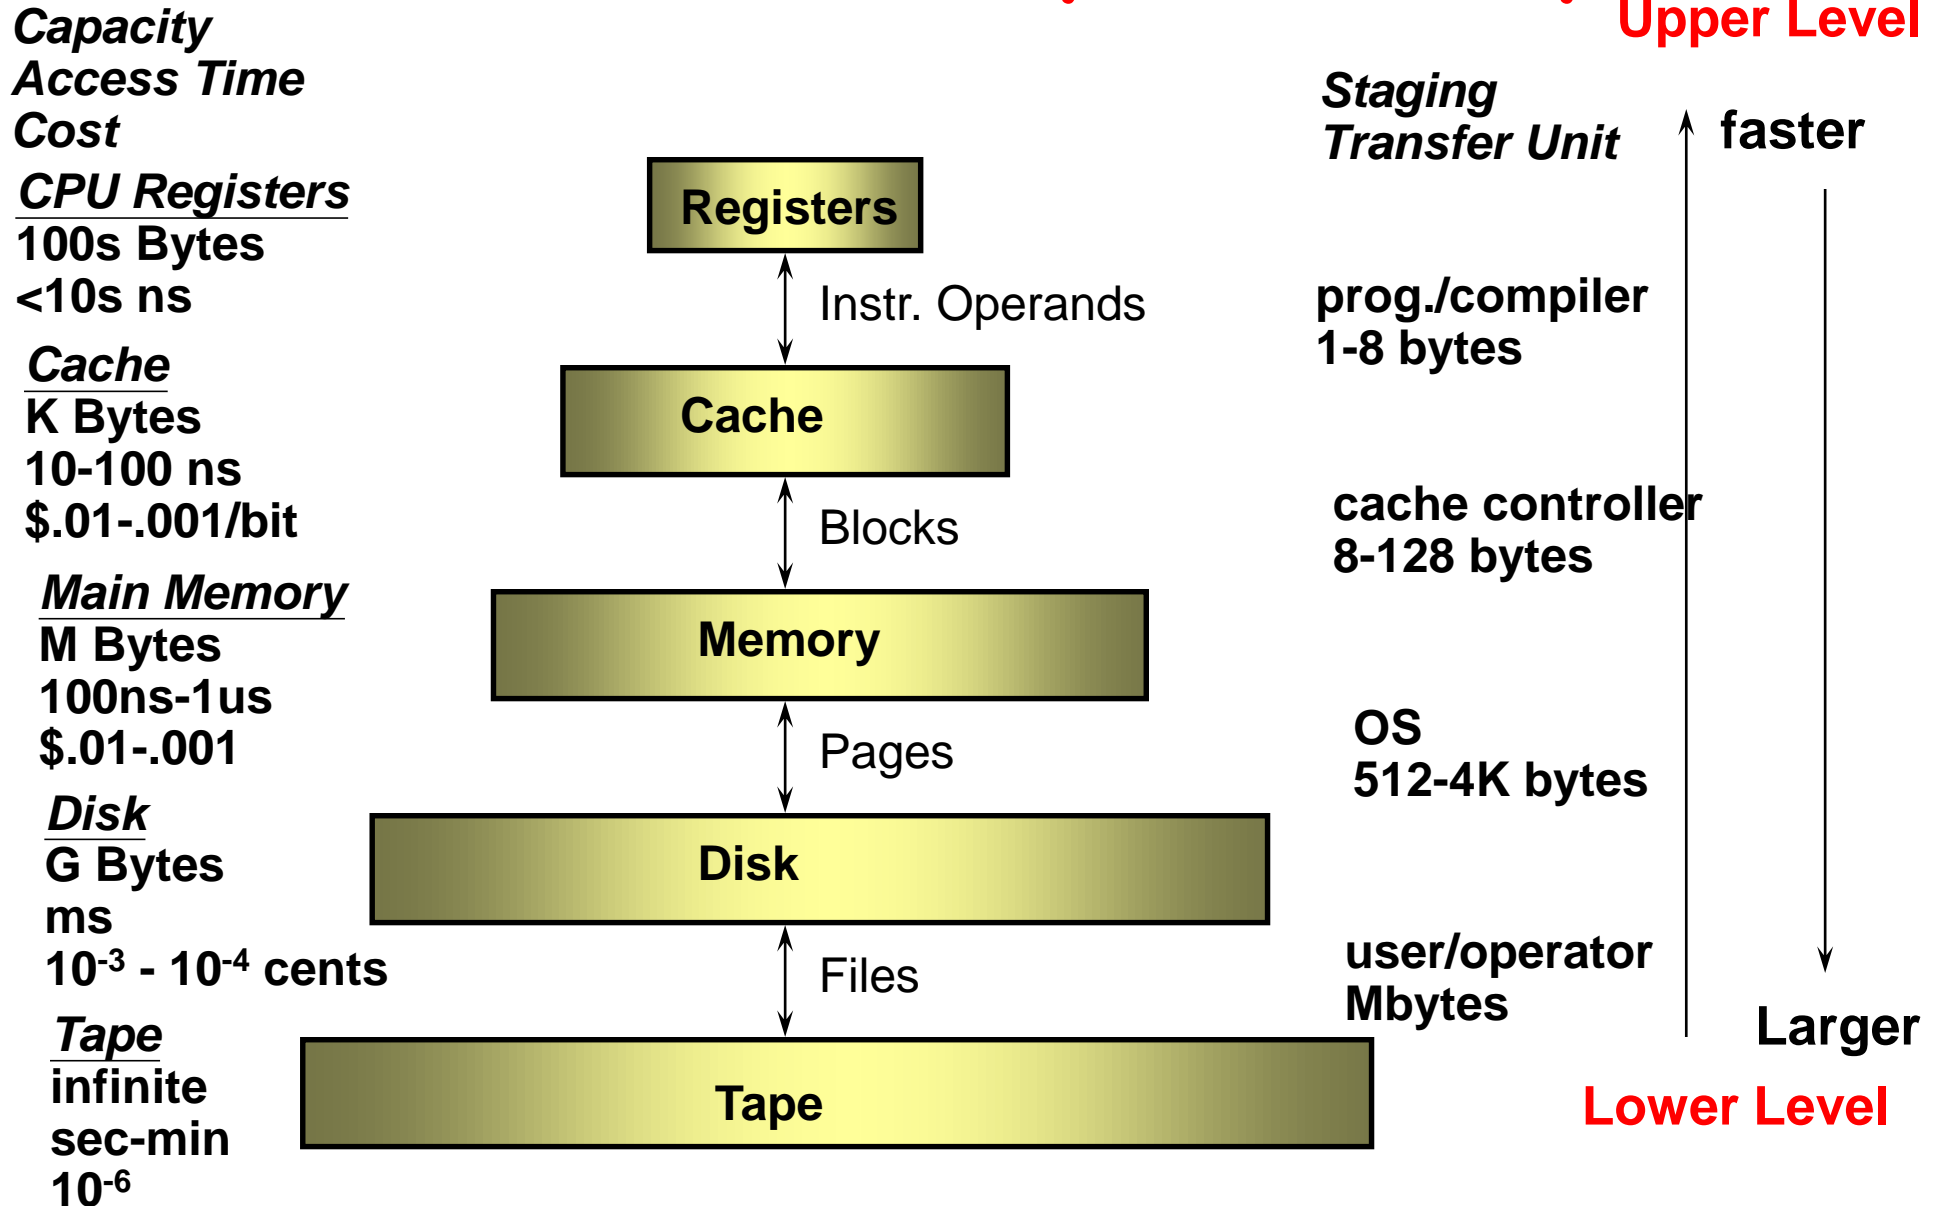 Upper Level
Capacity
Access Time
Cost
Staging
Transfer Unit
faster
CPU Registers
100s Bytes
<10s ns
Registers
Instr. Operands
prog./compiler
1-8 bytes
Cache
K Bytes
10-100 ns
$.01-.001/bit
Cache
Blocks
cache controller
8-128 bytes
Main Memory
M Bytes
100ns-1us
$.01-.001
Memory
Pages
OS
512-4K bytes
Disk
G Bytes
ms
10-3 - 10-4 cents
Disk
Files
user/operator
Mbytes
Larger
Tape
infinite
sec-min
10-6
Tape
Lower Level